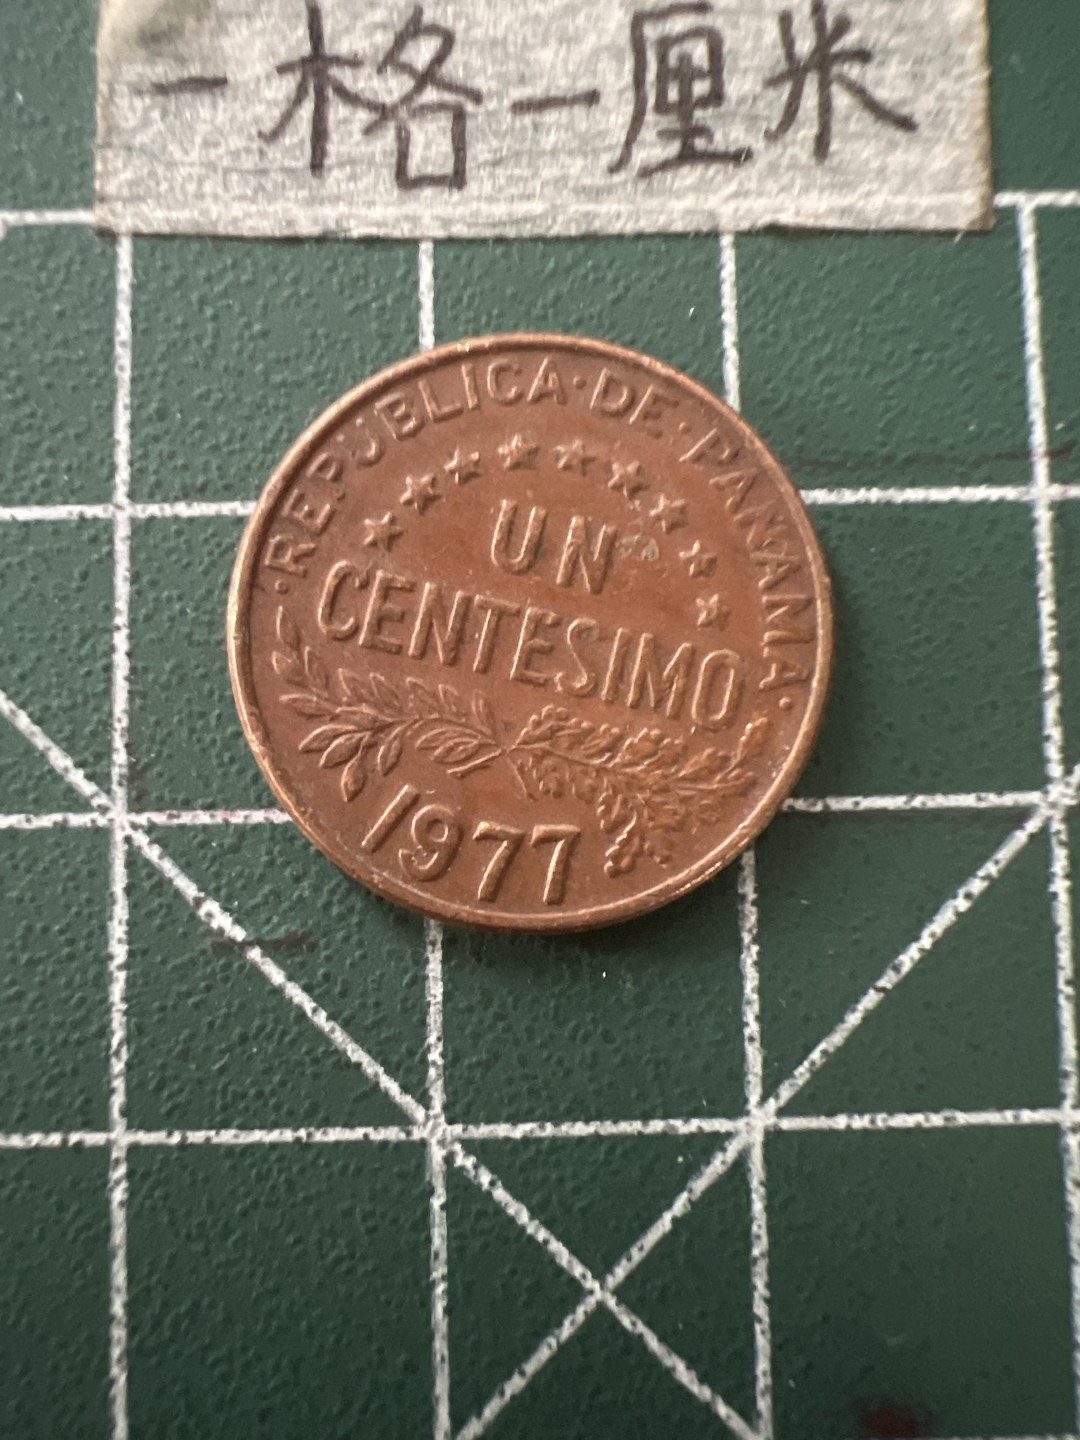 一格一厘米
·REPUBLICA·DE·PANAMA·
UN
CENTESIMO
1977